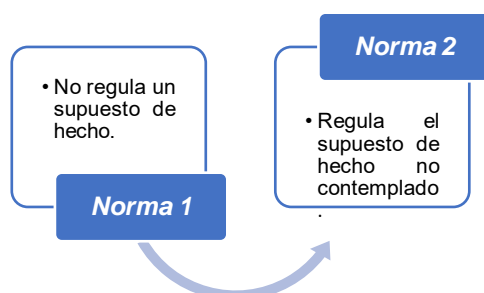 • No regula un
supuesto de
hecho.
Norma 1
Norma 2
• Regula el
supuesto de
hecho no
contemplado
.